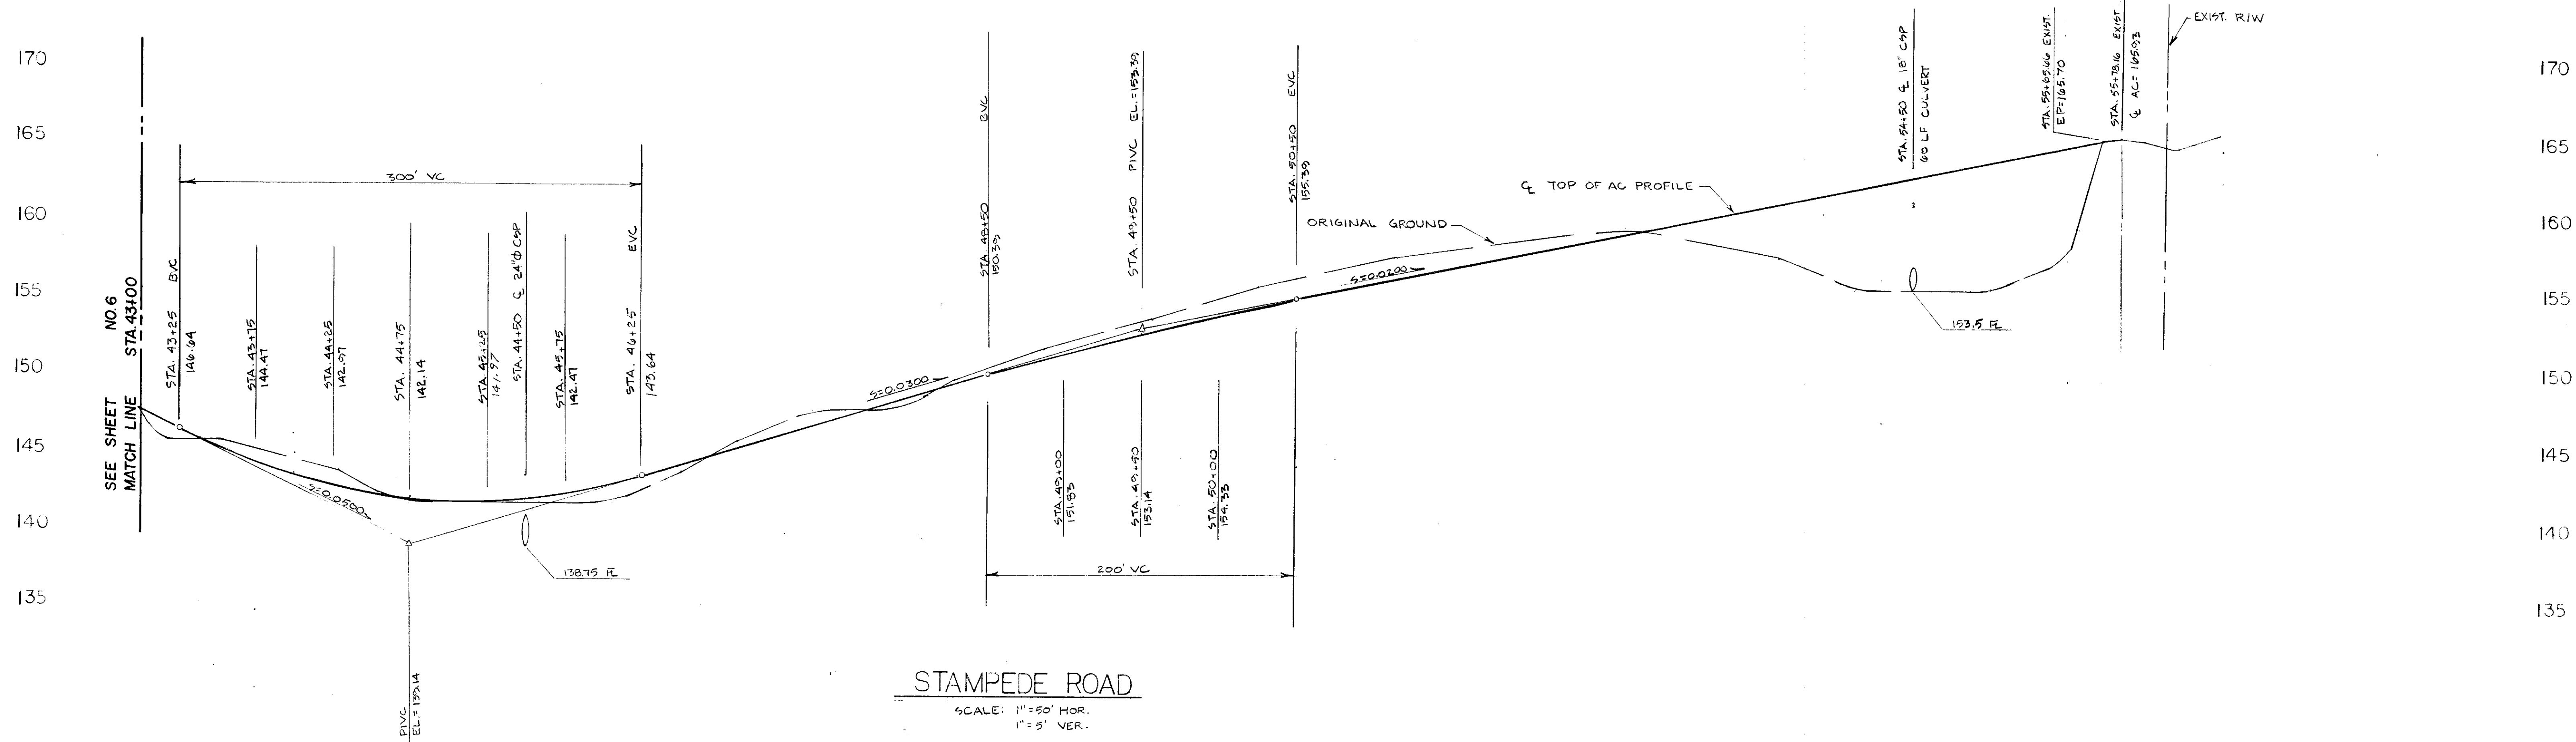 170
165
160
155
150
145
140
135
SEE SHEET NO.6
MATCH LINE STA.43+00
STA. 43+25 BVC
146.64
300' VC
STA. 43+75
144.47
STA. 44+25
142.97
STA. 44+75
142.14
STA. 45+25
141.97
STA. 44+50 ℄ 24"Φ CSP
STA. 45+75
142.47
STA. 46+25 EVC
143.64
S=0.0500
138.75 FL
PIVC
EL.=139.14
S=0.0300
STA. 48+50 BVC
150.39
STA. 49+50 PIVC EL.=153.39
STA. 50+50 EVC
155.39
STA. 49+00
151.83
STA. 49+50
153.14
STA. 50+00
154.33
200' VC
ORIGINAL GROUND
S=0.0200
℄ TOP OF AC PROFILE
STA. 54+50 ℄ 18" CSP
60 LF CULVERT
153.5 FL
STA. 55+65.66 EXIST.
EP=165.70
STA. 55+78.16 EXIST
℄ AC= 165.93
EXIST. R/W
170
165
160
155
150
145
140
135
STAMPEDE ROAD
SCALE: 1"=50' HOR.
1"=5' VER.